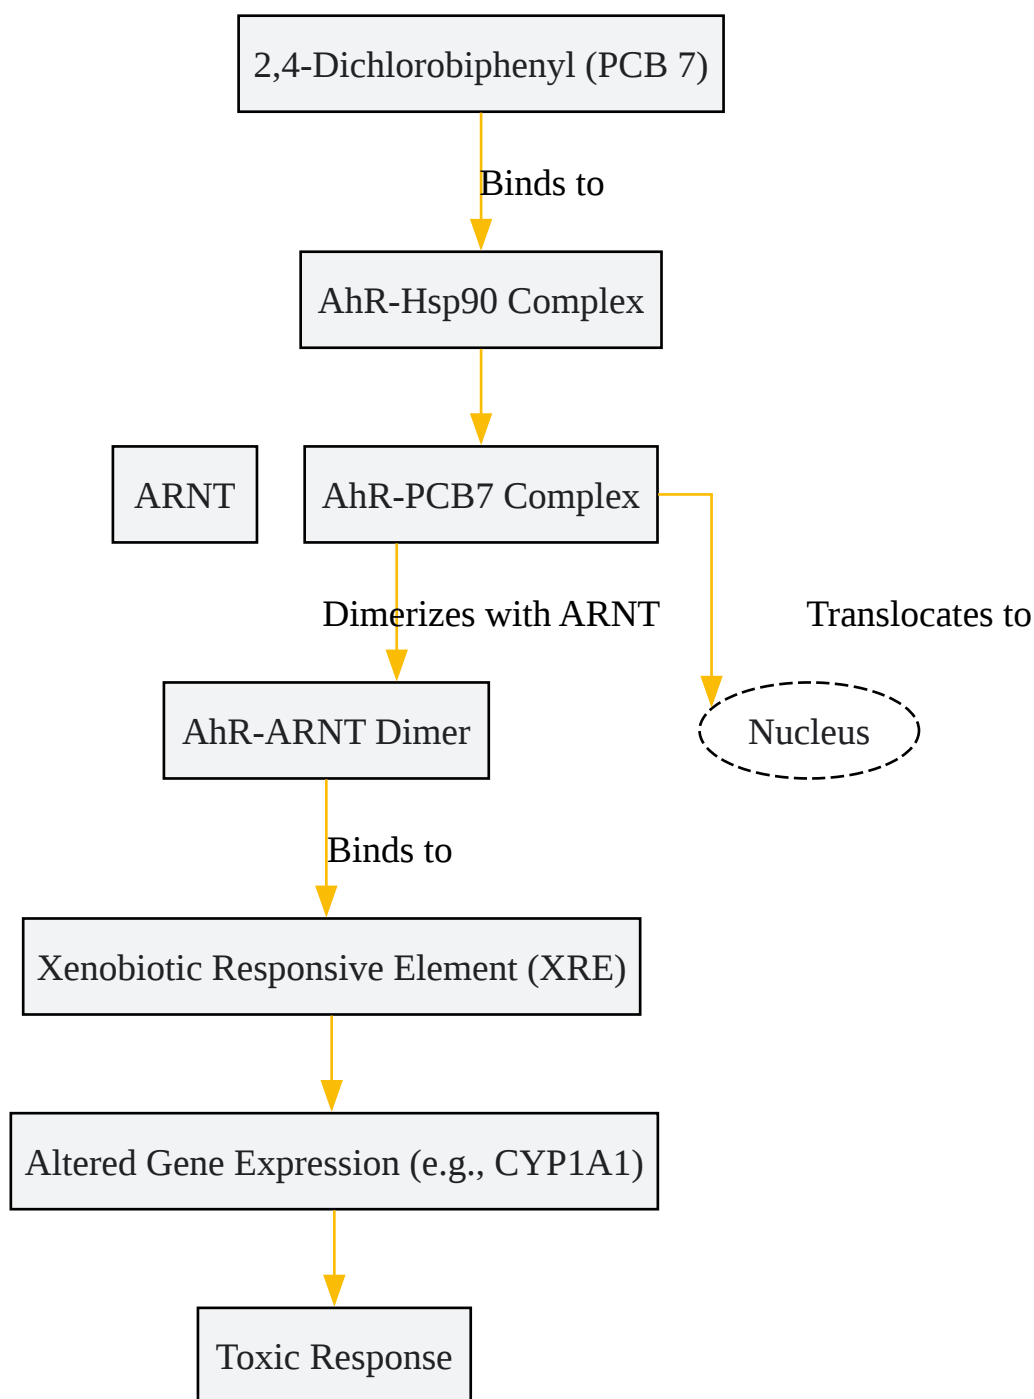 2,4-Dichlorobiphenyl (PCB 7)
Binds to
AhR-Hsp90 Complex
ARNT
AhR-PCB7 Complex
Dimerizes with ARNT
Translocates to
AhR-ARNT Dimer
Nucleus
Binds to
Xenobiotic Responsive Element (XRE)
Altered Gene Expression (e.g., CYP1A1)
Toxic Response